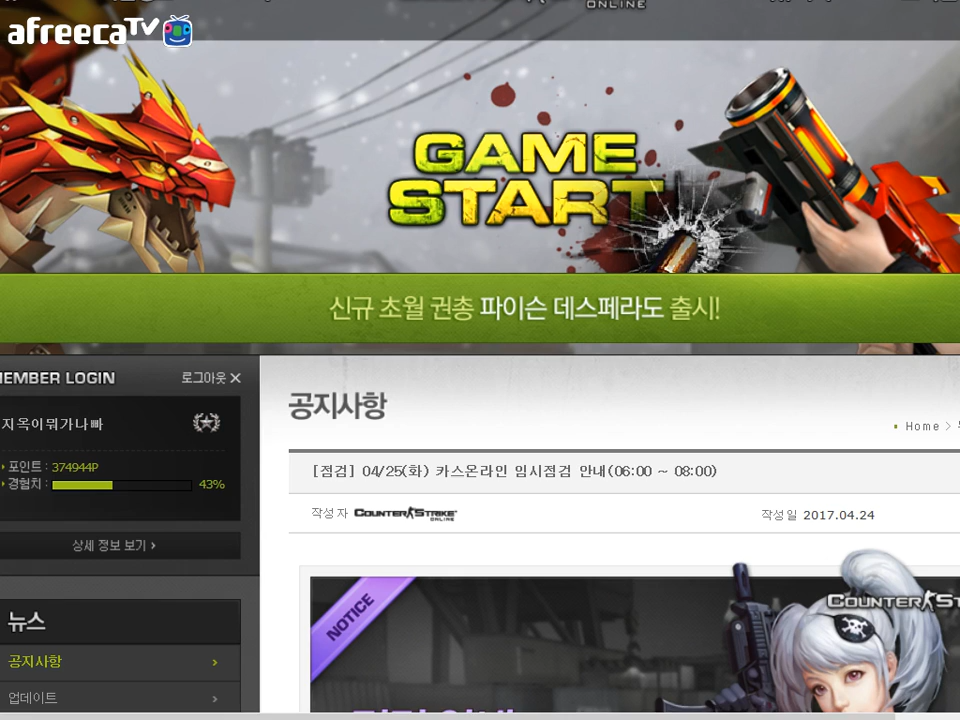 ONLINE
afreecaTV
GAME
START
신규 초월 권총 파이슨 데스페라도 출시!
MEMBER LOGIN
로그아웃 X
지옥이뭐가나빠
포인트 : 374944P
경험치 : 43%
상세 정보 보기 >
뉴스
공지사항 >
업데이트 >
공지사항
Home >
[점검] 04/25(화) 카스온라인 임시점검 안내(06:00 ~ 08:00)
작성자 COUNTER STRIKE ONLINE
작성일 2017.04.24
NOTICE
COUNTER ST